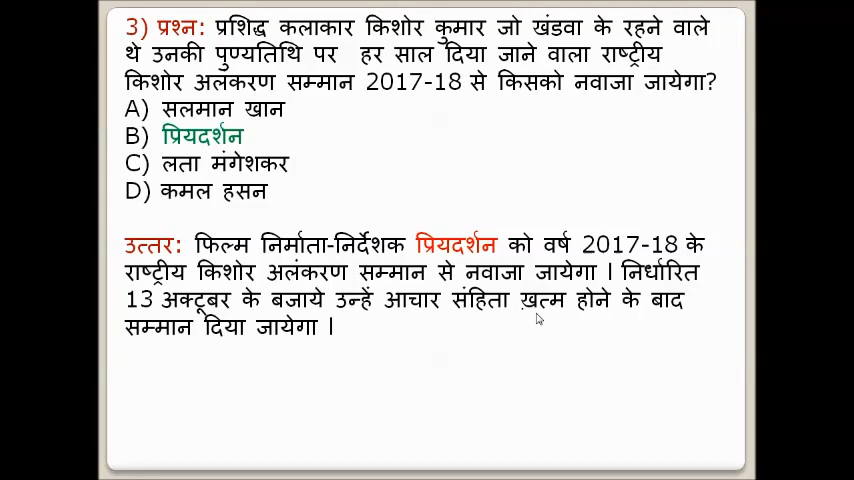 3) प्रश्न: प्रशिद्ध कलाकार किशोर कुमार जो खंडवा के रहने वाले
थे उनकी पुण्यतिथि पर हर साल दिया जाने वाला राष्ट्रीय
किशोर अलंकरण सम्मान 2017-18 से किसको नवाजा जायेगा?
A) सलमान खान
B) प्रियदर्शन
C) लता मंगेशकर
D) कमल हसन
उत्तर: फिल्म निर्माता-निर्देशक प्रियदर्शन को वर्ष 2017-18 के
राष्ट्रीय किशोर अलंकरण सम्मान से नवाजा जायेगा | निर्धारित
13 अक्टूबर के बजाये उन्हें आचार संहिता ख़त्म होने के बाद
सम्मान दिया जायेगा |